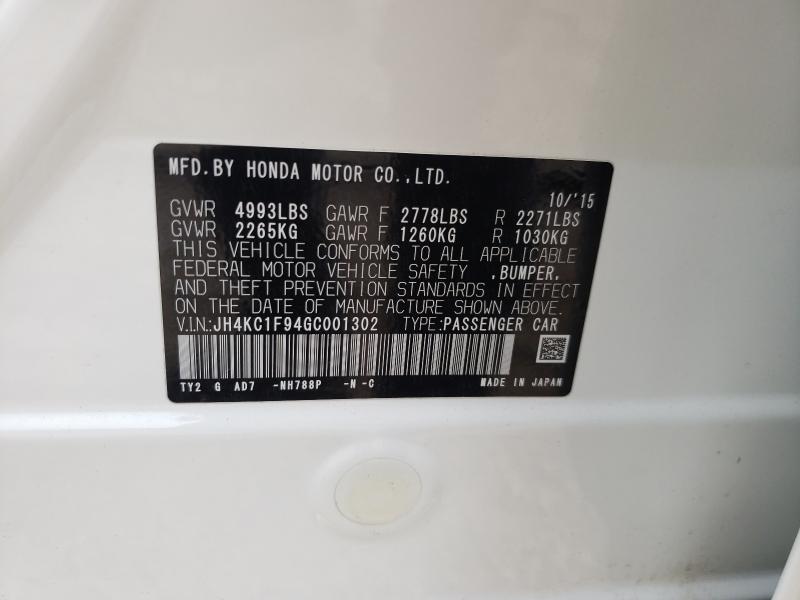 MFD.BY HONDA MOTOR CO.,LTD.
10/'15
GVWR 4993LBS GAWR F 2778LBS R 2271LBS
GVWR 2265KG GAWR F 1260KG R 1030KG
THIS VEHICLE CONFORMS TO ALL APPLICABLE
FEDERAL MOTOR VEHICLE SAFETY ,BUMPER,
AND THEFT PREVENTION STANDARDS IN EFFECT
ON THE DATE OF MANUFACTURE SHOWN ABOVE.
V.I.N:JH4KC1F94GC001302 TYPE:PASSENGER CAR
TY2 G AD7 -NH788P -N -C MADE IN JAPAN